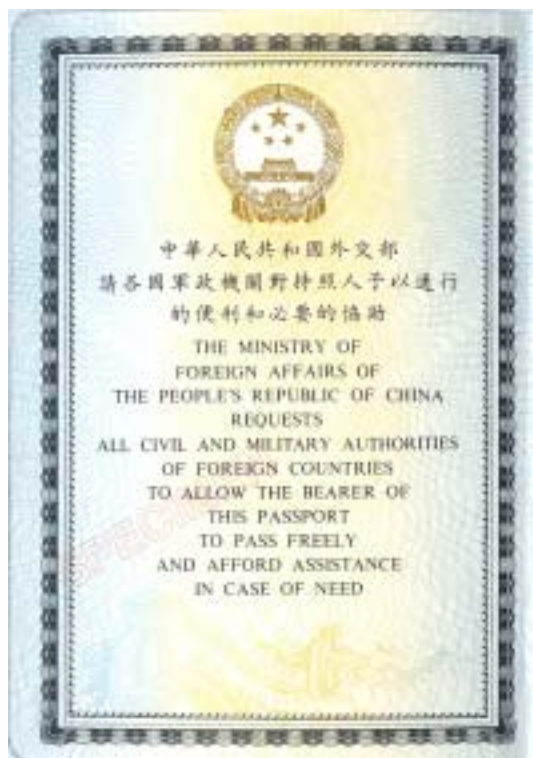 中華人民共和國外交部
請各國軍政機關對持照人予以通行
的便利和必要的協助
THE MINISTRY OF
FOREIGN AFFAIRS OF
THE PEOPLE'S REPUBLIC OF CHINA
REQUESTS
ALL CIVIL AND MILITARY AUTHORITIES
OF FOREIGN COUNTRIES
TO ALLOW THE BEARER OF
THIS PASSPORT
TO PASS FREELY
AND AFFORD ASSISTANCE
IN CASE OF NEED
SPECIMEN